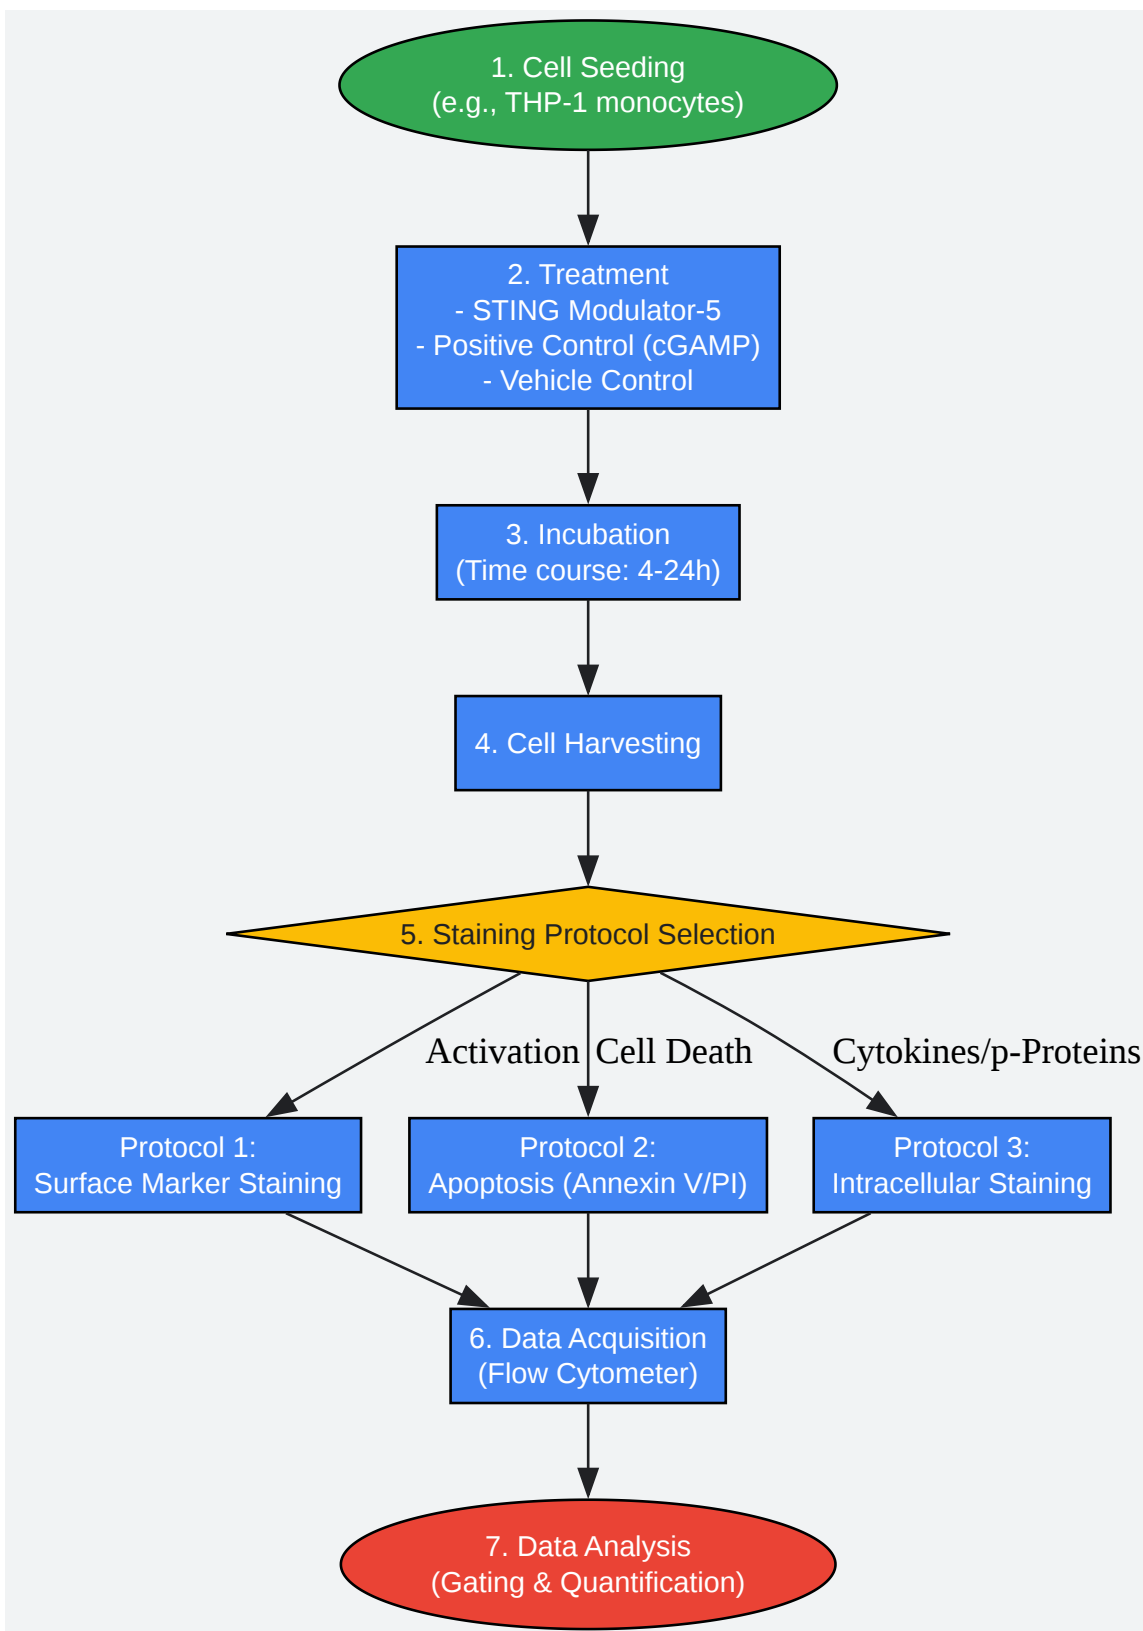 1. Cell Seeding
(e.g., THP-1 monocytes)
2. Treatment
- STING Modulator-5
- Positive Control (cGAMP)
- Vehicle Control
3. Incubation
(Time course: 4-24h)
4. Cell Harvesting
5. Staining Protocol Selection
Activation
Cell Death
Cytokines/p-Proteins
Protocol 1:
Surface Marker Staining
Protocol 2:
Apoptosis (Annexin V/PI)
Protocol 3:
Intracellular Staining
6. Data Acquisition
(Flow Cytometer)
7. Data Analysis
(Gating & Quantification)